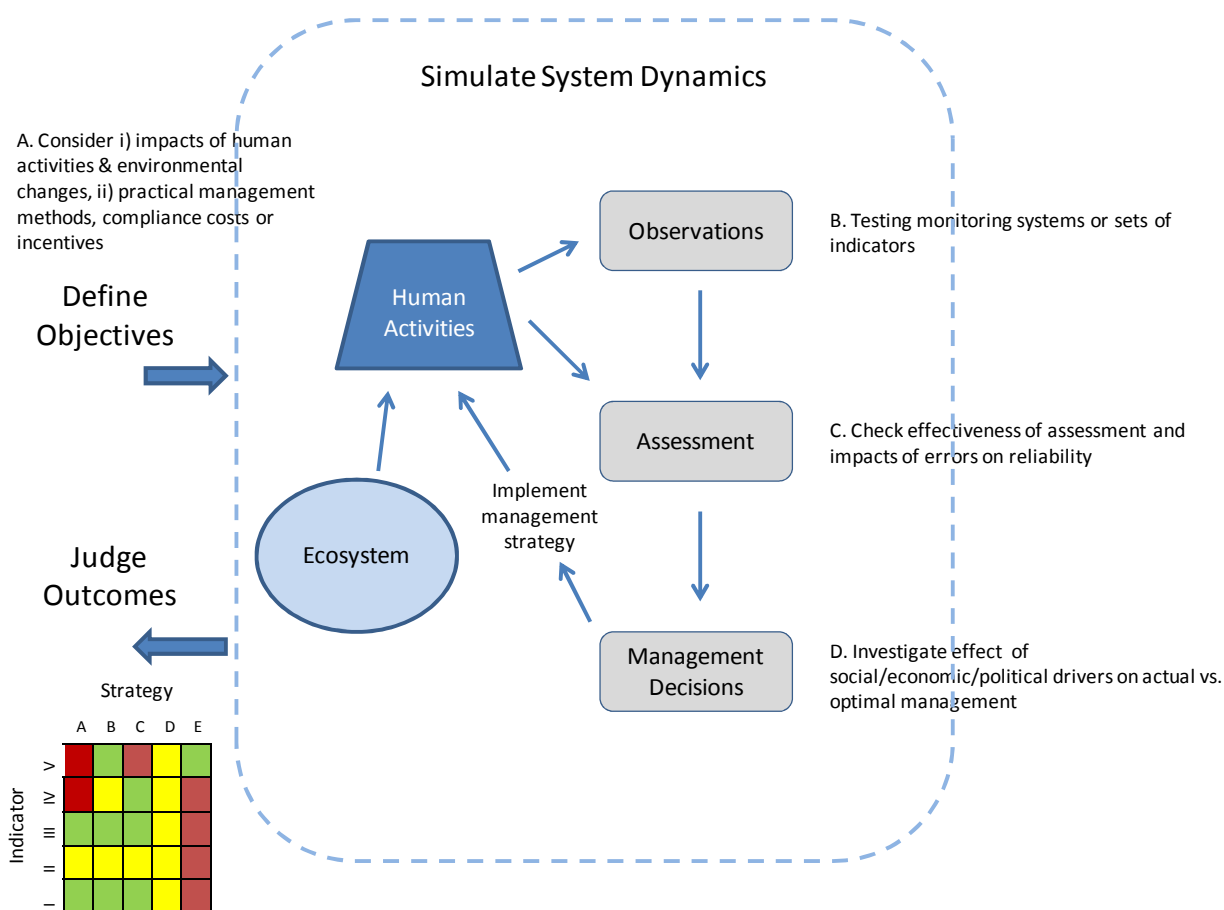 Simulate System Dynamics
A. Consider i) impacts of human
activities & environmental
changes, ii) practical management
methods, compliance costs or
incentives
Define
Objectives
Human
Activities
Observations
B. Testing monitoring systems or sets of
indicators
Assessment
C. Check effectiveness of assessment and
impacts of errors on reliability
Implement
management
strategy
Ecosystem
Judge
Outcomes
Management
Decisions
D. Investigate effect of
social/economic/political drivers on actual vs.
optimal management
Strategy
A B C D E
Indicator
V
IV
III
II
I